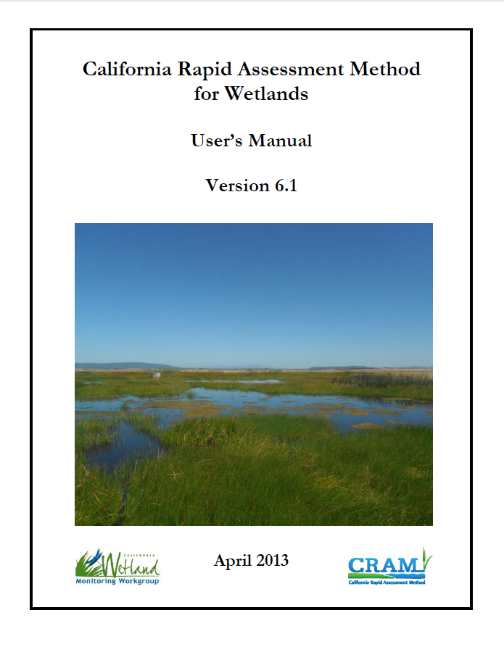 California Rapid Assessment Method
for Wetlands
User's Manual
Version 6.1
CALIFORNIA
Wetland
Monitoring Workgroup
April 2013
CRAM
California Rapid Assessment Method